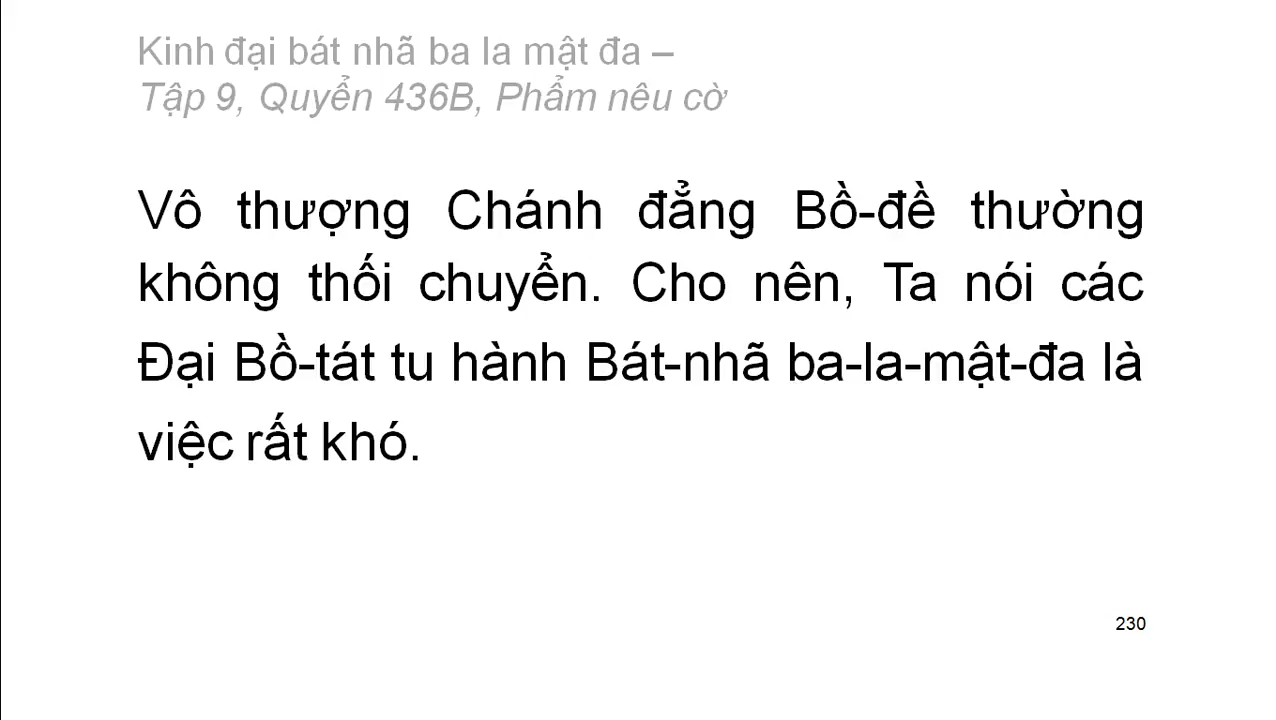 Kinh đại bát nhã ba la mật đa –
Tập 9, Quyển 436B, Phẩm nêu cờ
Vô thượng Chánh đẳng Bồ-đề thường
không thối chuyển. Cho nên, Ta nói các
Đại Bồ-tát tu hành Bát-nhã ba-la-mật-đa là
việc rất khó.
230